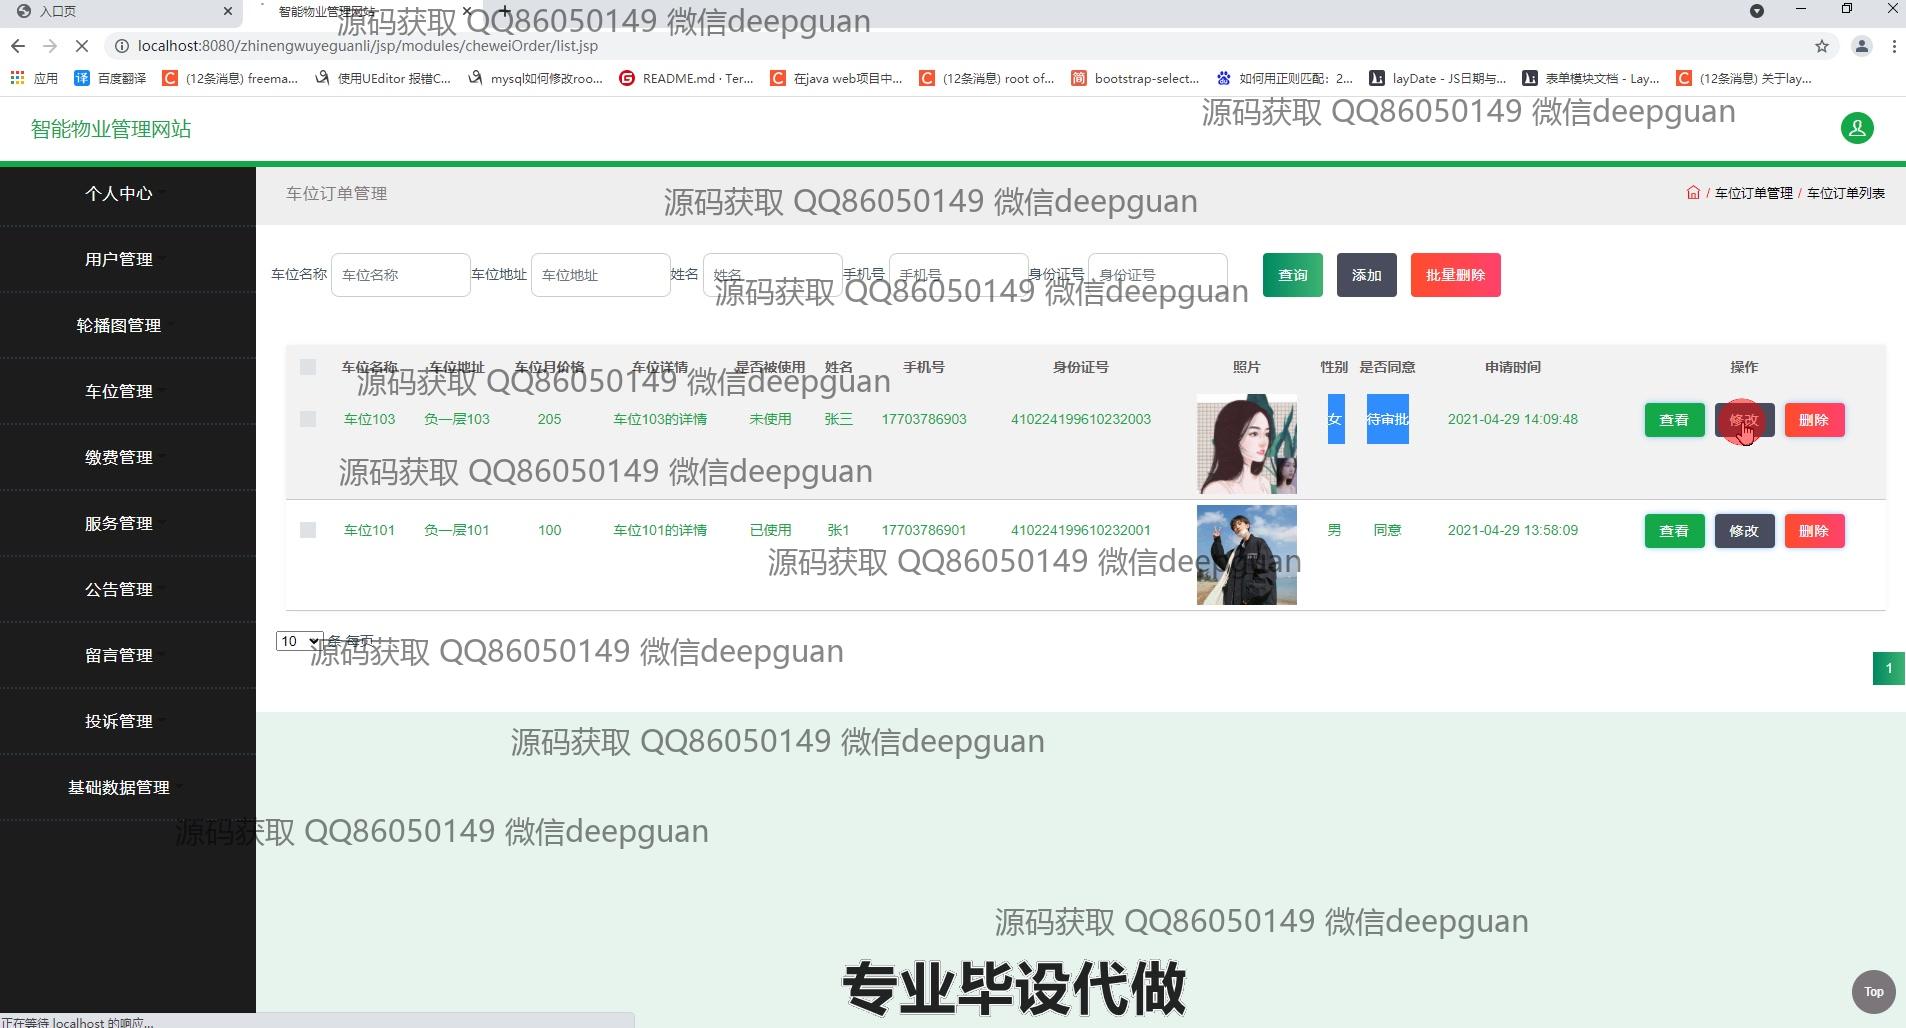 入口页
智能物业管理网站
源码获取 QQ86050149 微信deepguan
localhost:8080/zhinengwuyeguanli/jsp/modules/cheweiOrder/list.jsp
应用 百度翻译 (12条消息) freema... 使用UEditor 报错C... mysql如何修改roo... README.md · Ter... 在java web项目中... (12条消息) root of... bootstrap-select... 如何用正则匹配：2... layDate - JS日期与... 表单模块文档 - Lay... (12条消息) 关于lay...
源码获取 QQ86050149 微信deepguan
智能物业管理网站
个人中心
用户管理
轮播图管理
车位管理
缴费管理
服务管理
公告管理
留言管理
投诉管理
基础数据管理
车位订单管理
源码获取 QQ86050149 微信deepguan
/ 车位订单管理 / 车位订单列表
车位名称 车位名称 车位地址 车位地址 姓名 姓名 手机号 手机号 身份证号 身份证号 查询 添加 批量删除
源码获取 QQ86050149 微信deepguan
车位名称 车位地址 车位月价格 车位详情 是否被使用 姓名 手机号 身份证号 照片 性别 是否同意 申请时间 操作
源码获取 QQ86050149 微信deepguan
车位103 负一层103 205 车位103的详情 未使用 张三 17703786903 410224199610232003 女 待审批 2021-04-29 14:09:48 查看 修改 删除
源码获取 QQ86050149 微信deepguan
车位101 负一层101 100 车位101的详情 已使用 张1 17703786901 410224199610232001 男 同意 2021-04-29 13:58:09 查看 修改 删除
源码获取 QQ86050149 微信deepguan
10 条 每页
源码获取 QQ86050149 微信deepguan
1
源码获取 QQ86050149 微信deepguan
源码获取 QQ86050149 微信deepguan
源码获取 QQ86050149 微信deepguan
专业毕设代做
Top
正在等待 localhost 的响应...